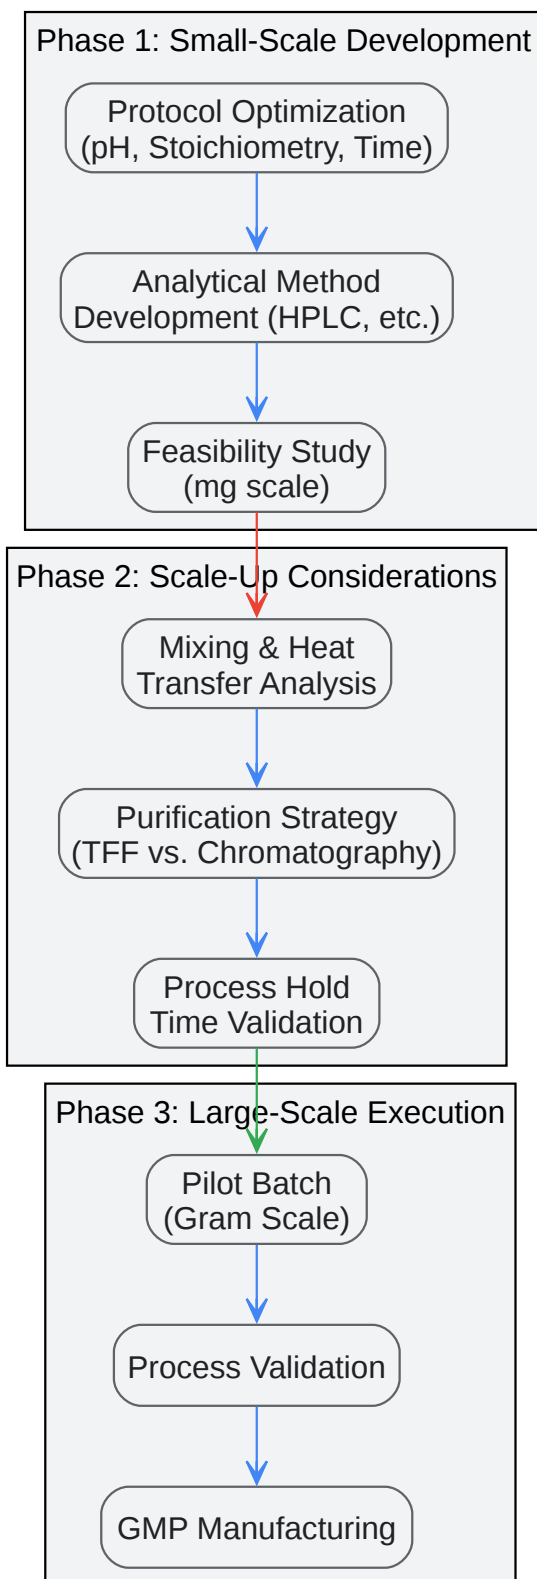 Phase 1: Small-Scale Development
Protocol Optimization
(pH, Stoichiometry, Time)
Analytical Method
Development (HPLC, etc.)
Feasibility Study
(mg scale)
Phase 2: Scale-Up Considerations
Mixing & Heat
Transfer Analysis
Purification Strategy
(TFF vs. Chromatography)
Process Hold
Time Validation
Phase 3: Large-Scale Execution
Pilot Batch
(Gram Scale)
Process Validation
GMP Manufacturing